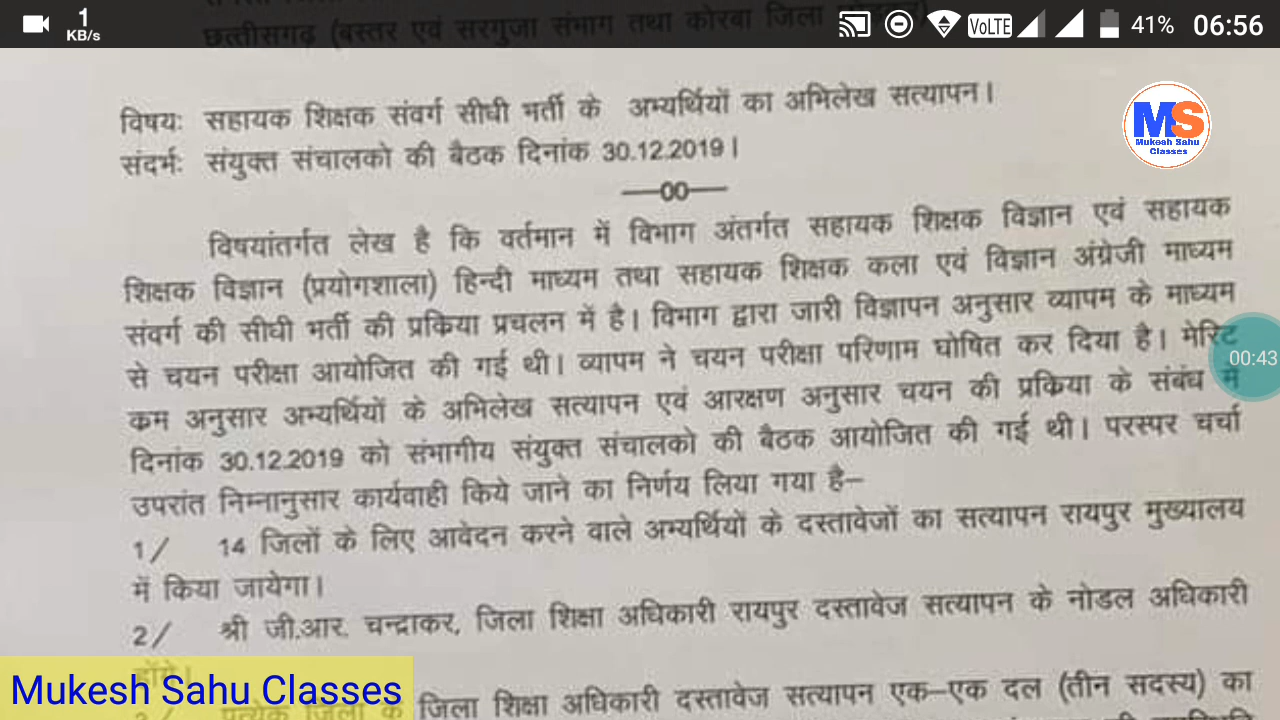 1
KB/s
VoLTE
41%
06:56
छत्तीसगढ़ (बस्तर एवं सरगुजा संभाग तथा कोरबा जिला
विषयः सहायक शिक्षक संवर्ग सीधी भर्ती के अभ्यर्थियों का अभिलेख सत्यापन।
संदर्भः संयुक्त संचालको की बैठक दिनांक 30.12.2019।
—00—
विषयांतर्गत लेख है कि वर्तमान में विभाग अंतर्गत सहायक शिक्षक विज्ञान एवं सहायक
शिक्षक विज्ञान (प्रयोगशाला) हिन्दी माध्यम तथा सहायक शिक्षक कला एवं विज्ञान अंग्रेजी माध्यम
संवर्ग की सीधी भर्ती की प्रकिया प्रचलन में है। विभाग द्वारा जारी विज्ञापन अनुसार व्यापम के माध्यम
से चयन परीक्षा आयोजित की गई थी। व्यापम ने चयन परीक्षा परिणाम घोषित कर दिया है। मेरिट
कम अनुसार अभ्यर्थियों के अभिलेख सत्यापन एवं आरक्षण अनुसार चयन की प्रकिया के संबंध में
दिनांक 30.12.2019 को संभागीय संयुक्त संचालको की बैठक आयोजित की गई थी। परस्पर चर्चा
उपरांत निम्नानुसार कार्यवाही किये जाने का निर्णय लिया गया है–
1/ 14 जिलों के लिए आवेदन करने वाले अभ्यर्थियों के दस्तावेजों का सत्यापन रायपुर मुख्यालय
में किया जायेगा।
2/ श्री जी.आर. चन्द्राकर, जिला शिक्षा अधिकारी रायपुर दस्तावेज सत्यापन के नोडल अधिकारी
होंगे।
3/ प्रत्येक जिला के जिला शिक्षा अधिकारी दस्तावेज सत्यापन एक–एक दल (तीन सदस्य) का
MS
Mukesh Sahu
Classes
00:43
Mukesh Sahu Classes